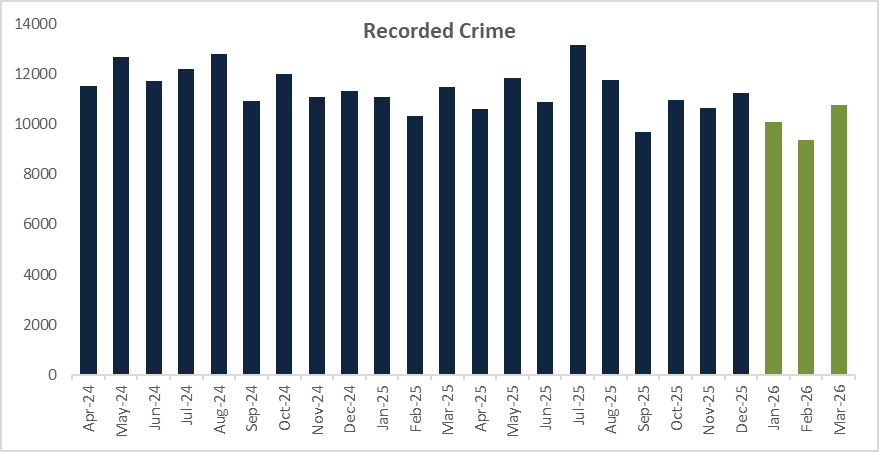 Recorded Crime
14000
12000
10000
8000
6000
4000
2000
0
Apr-24
May-24
Jun-24
Jul-24
Aug-24
Sep-24
Oct-24
Nov-24
Dec-24
Jan-25
Feb-25
Mar-25
Apr-25
May-25
Jun-25
Jul-25
Aug-25
Sep-25
Oct-25
Nov-25
Dec-25
Jan-26
Feb-26
Mar-26